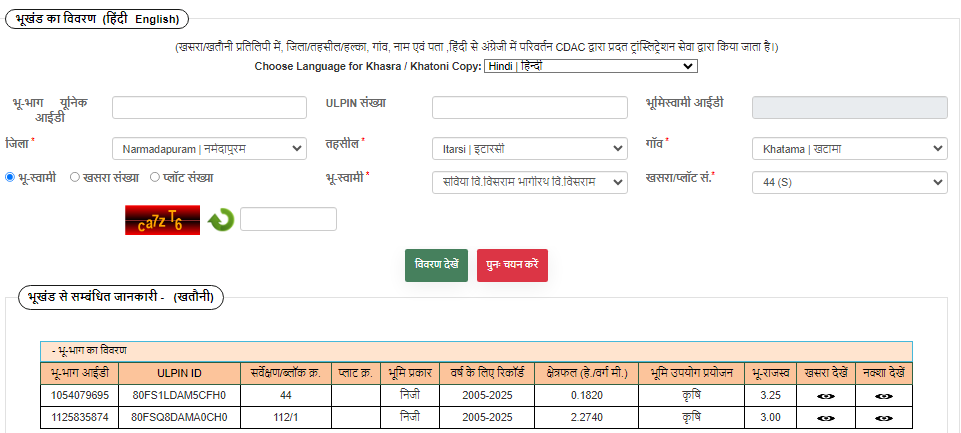 भूखंड का विवरण (हिंदी English)
(खसरा/खतौनी प्रतिलिपी में, जिला/तहसील/हल्का, गांव, नाम एवं पता ,हिंदी से अंग्रेजी में परिवर्तन CDAC द्वारा प्रदत ट्रांस्लिट्रेशन सेवा द्वारा किया जाता है।)
Choose Language for Khasra / Khatoni Copy: Hindi | हिन्दी
भू-भाग यूनिक आईडी ULPIN संख्या भूमिस्वामी आईडी
जिला * Narmadapuram | नर्मदापुरम तहसील * Itarsi | इटारसी गाँव * Khatama | खटामा
भू-स्वामी खसरा संख्या प्लॉट संख्या भू-स्वामी * सविया वि.विसराम भागीरथ वि.विसराम खसरा/प्लॉट सं.* 44 (S)
ca7z T6
विवरण देखें पुनः चयन करें
भूखंड से सम्बंधित जानकारी - (खतौनी)
- भू-भाग का विवरण
भू-भाग आईडी ULPIN ID सर्वेक्षण/ब्लॉक क्र. प्लाट क्र. भूमि प्रकार वर्ष के लिए रिकॉर्ड क्षेत्रफल (हे./वर्ग मी.) भूमि उपयोग प्रयोजन भू-राजस्व खसरा देखें नक्शा देखें
1054079695 80FS1LDAM5CFH0 44 निजी 2005-2025 0.1820 कृषि 3.25
1125835874 80FSQ8DAMA0CH0 112/1 निजी 2005-2025 2.2740 कृषि 3.00